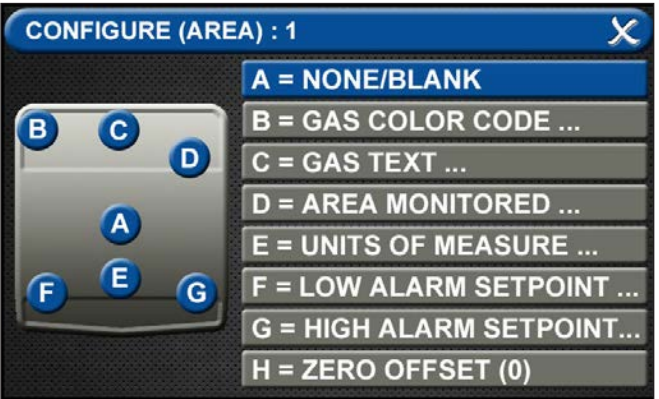 CONFIGURE (AREA) : 1
X
A = NONE/BLANK
B = GAS COLOR CODE ...
C = GAS TEXT ...
D = AREA MONITORED ...
E = UNITS OF MEASURE ...
F = LOW ALARM SETPOINT ...
G = HIGH ALARM SETPOINT...
H = ZERO OFFSET (0)
B
C
D
A
E
F
G